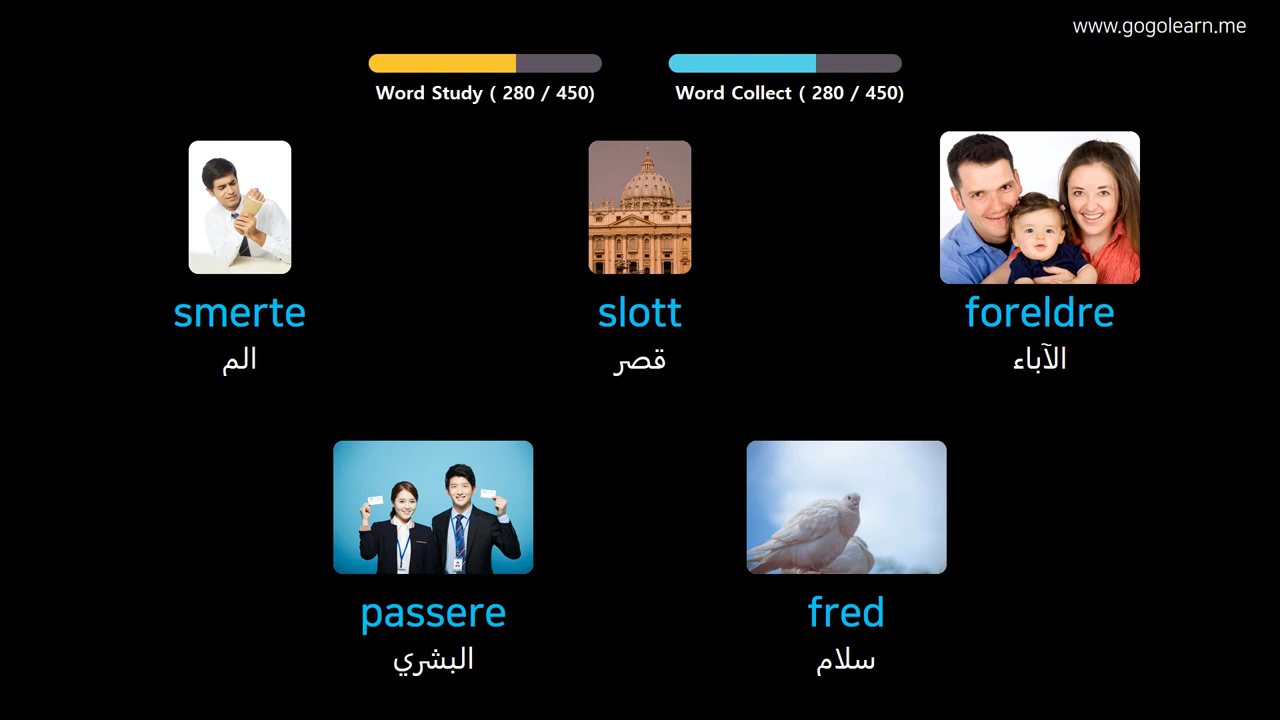 www.gogolearn.me
Word Study ( 280 / 450)
Word Collect ( 280 / 450)
smerte
الم
slott
قصر
foreldre
الآباء
passere
البشري
fred
سلام